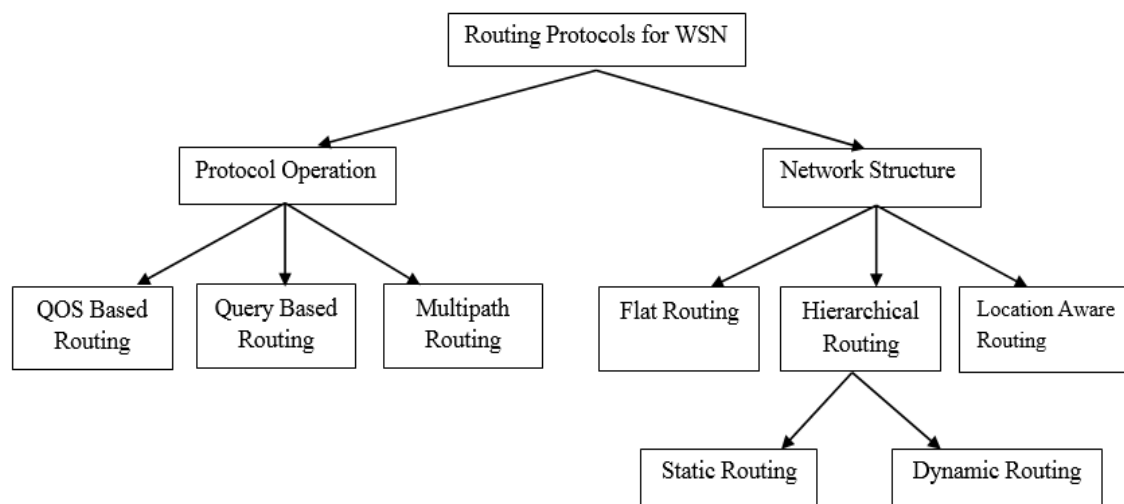 Routing Protocols for WSN
Protocol Operation
Network Structure
QOS Based
Routing
Query Based
Routing
Multipath
Routing
Flat Routing
Hierarchical
Routing
Location Aware
Routing
Static Routing
Dynamic Routing